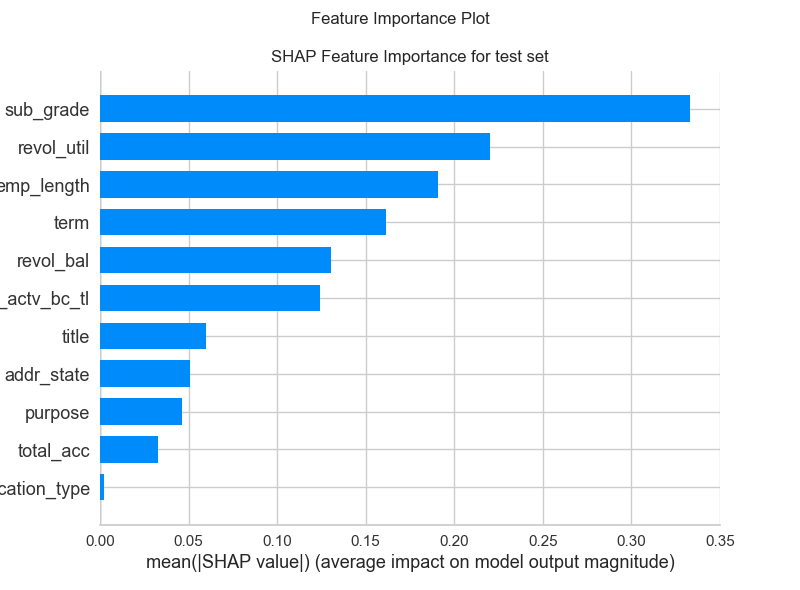 Feature Importance Plot
SHAP Feature Importance for test set
sub_grade
revol_util
emp_length
term
revol_bal
_actv_bc_tl
title
addr_state
purpose
total_acc
cation_type
0.00 0.05 0.10 0.15 0.20 0.25 0.30 0.35
mean(|SHAP value|) (average impact on model output magnitude)